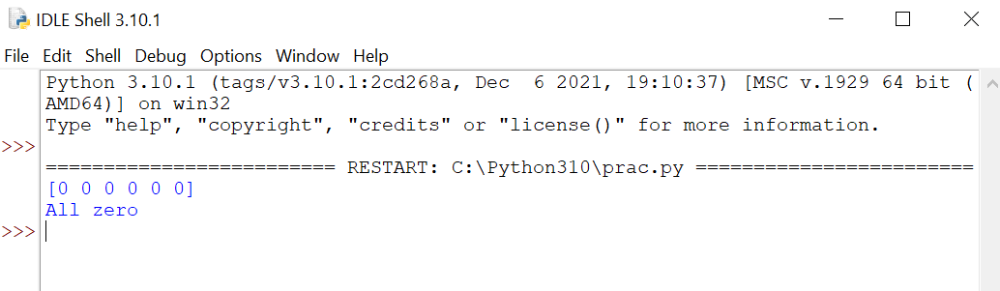 IDLE Shell 3.10.1
File Edit Shell Debug Options Window Help
Python 3.10.1 (tags/v3.10.1:2cd268a, Dec  6 2021, 19:10:37) [MSC v.1929 64 bit (
AMD64)] on win32
Type "help", "copyright", "credits" or "license()" for more information.
>>>
========================= RESTART: C:\Python310\prac.py ========================
[0 0 0 0 0 0]
All zero
>>>